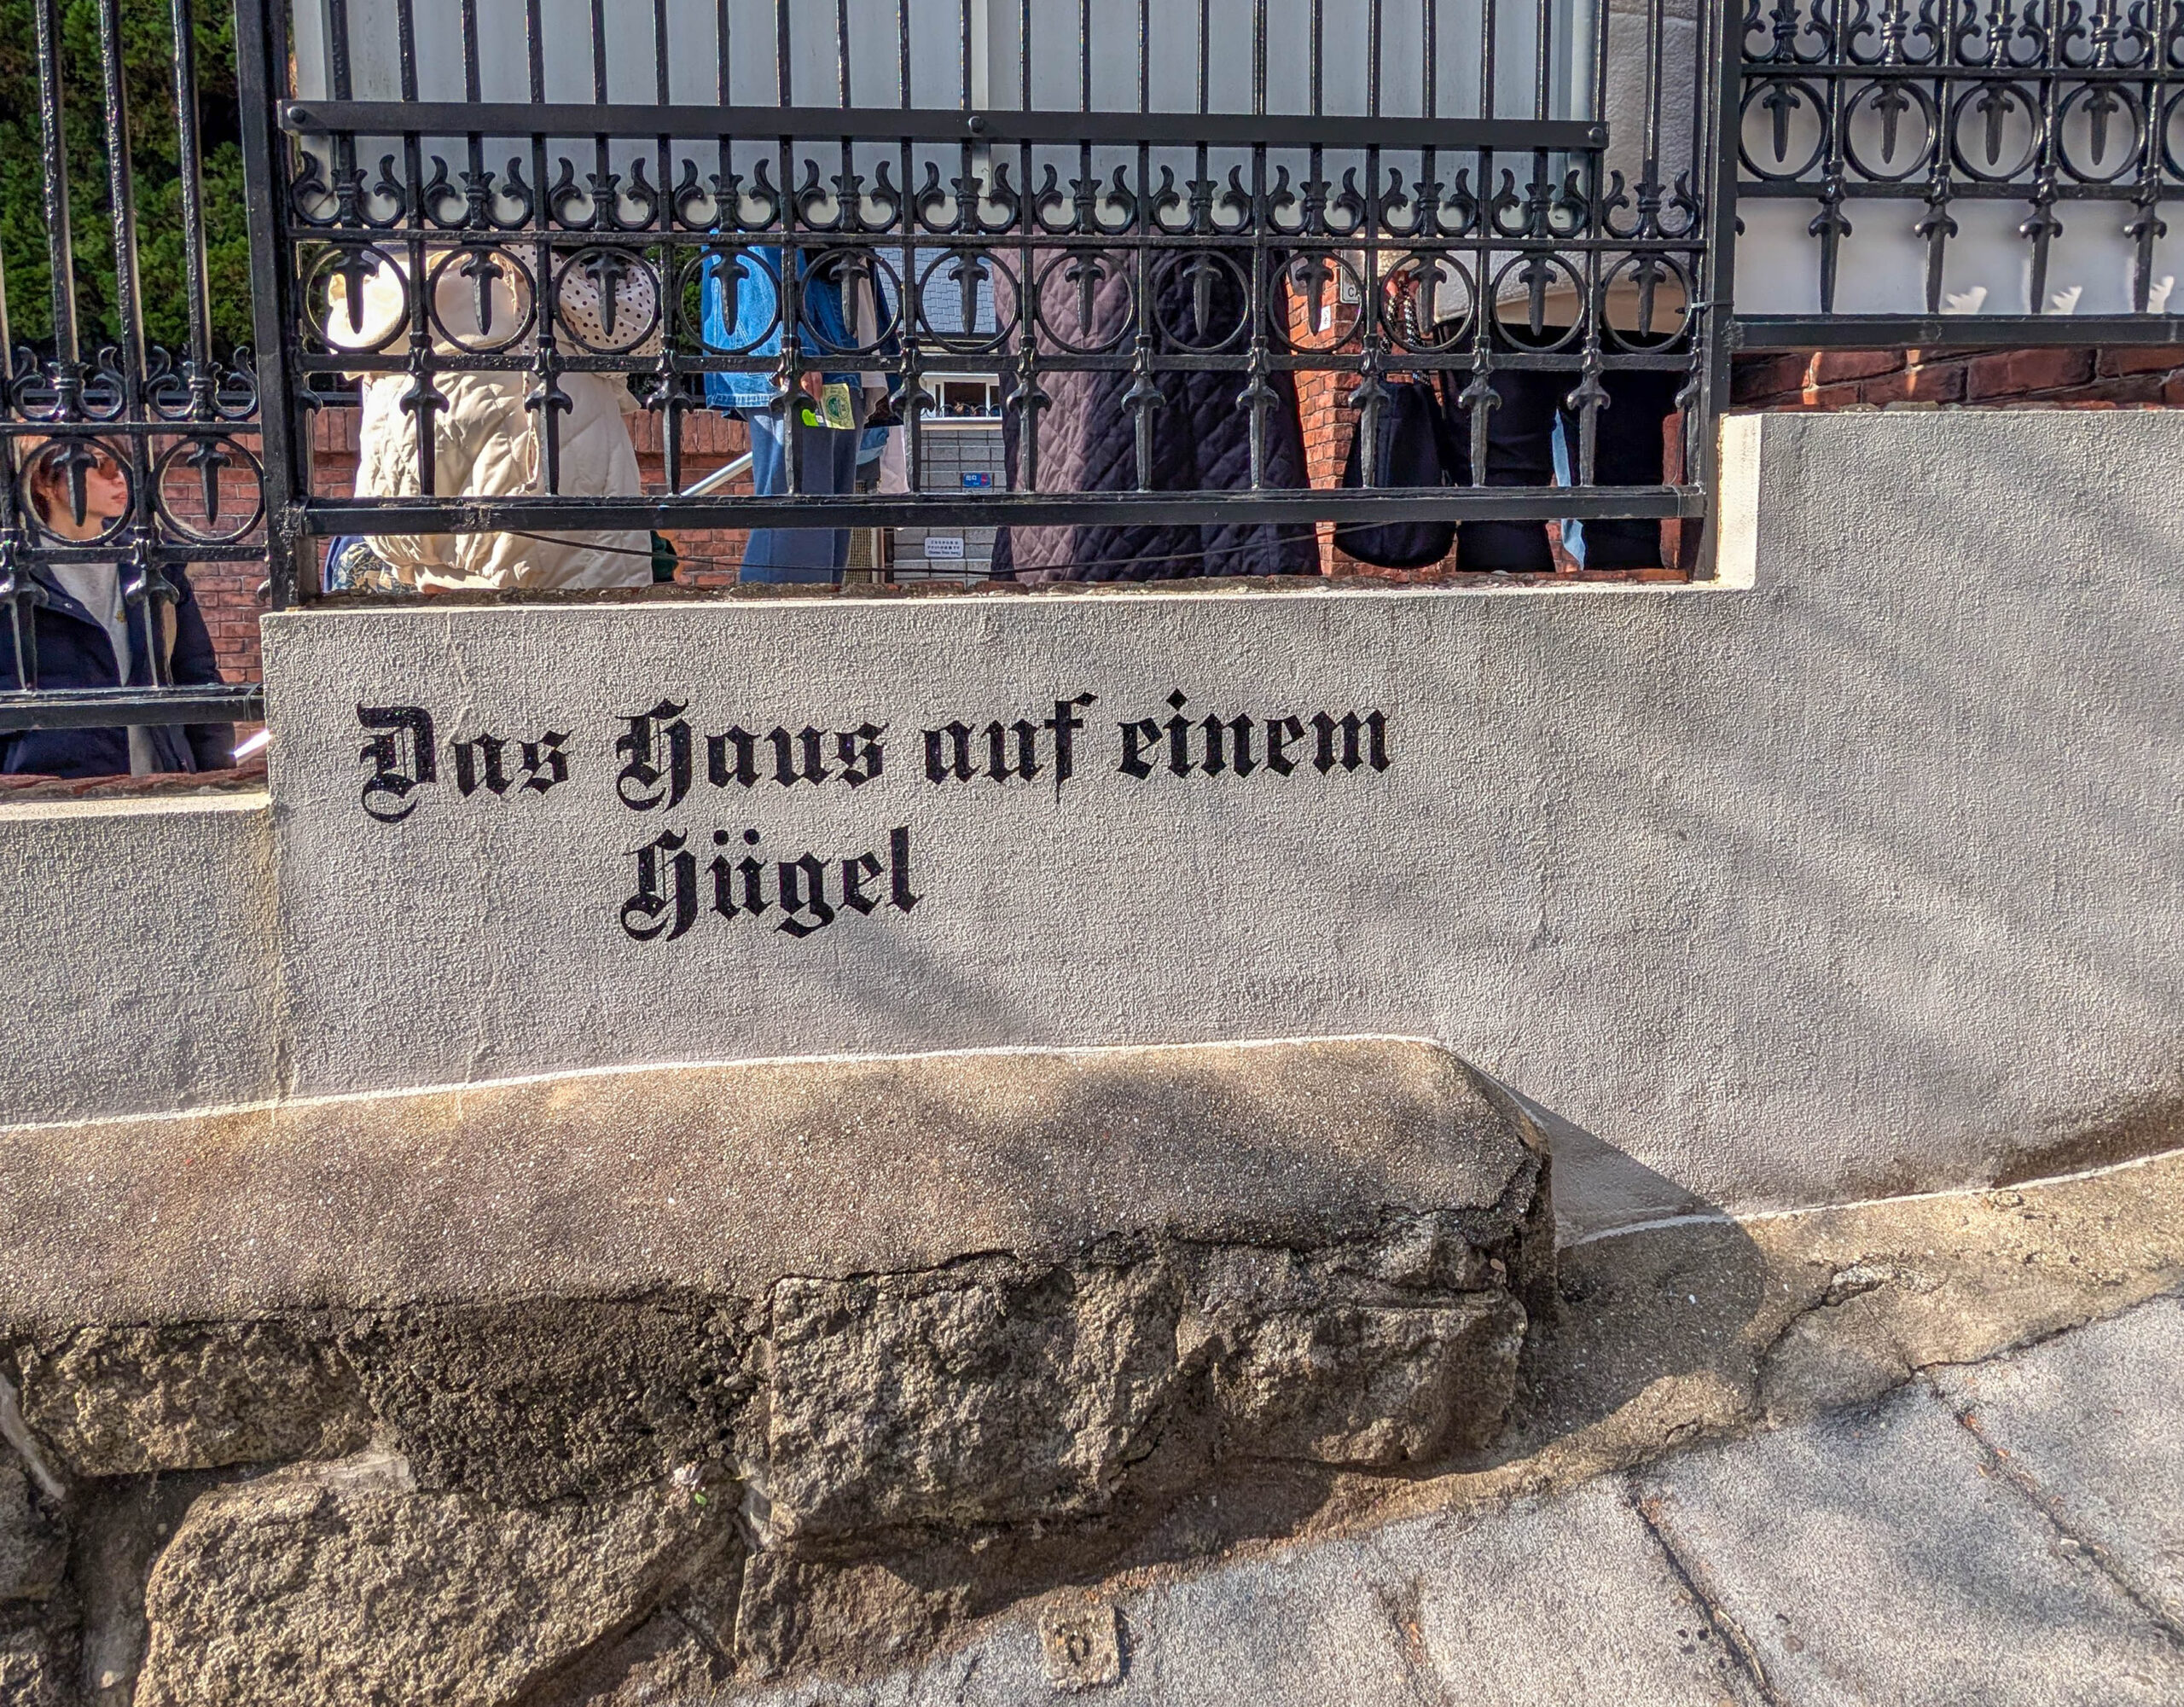 Das Haus auf einem
Hügel